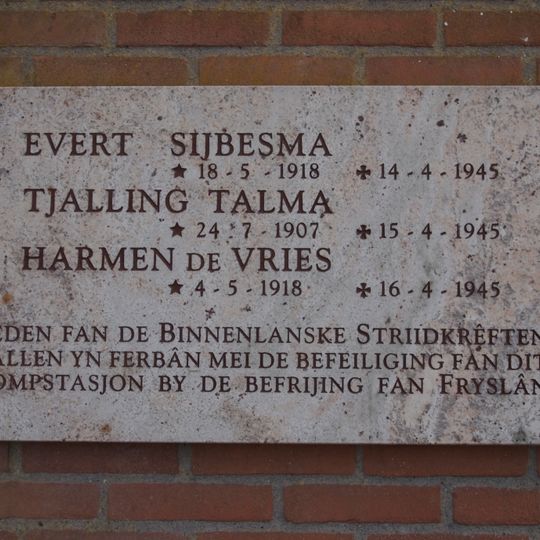 EVERT SIJBESMA
★ 18 - 5 - 1918 ✠ 14 - 4 - 1945
TJALLING TALMA
★ 24 - 7 - 1907 ✠ 15 - 4 - 1945
HARMEN DE VRIES
★ 4 - 5 - 1918 ✠ 16 - 4 - 1945
EDEN FAN DE BINNENLANSKE STRIIDKRÊFTEN
ALLEN YN FERBÂN MEI DE BEFEILIGING FAN DIT
OMPSTASJON BY DE BEFRIJING FAN FRYSLÂN